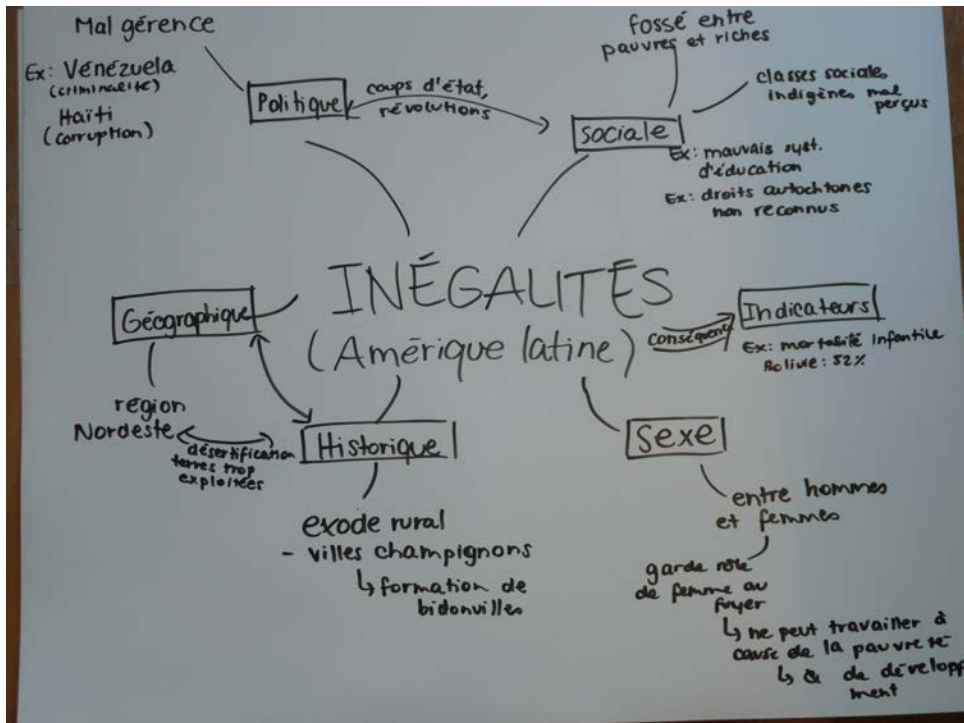 Mal gérence
Ex: Vénézuela
(criminalité)
Haïti
(corruption)
Politique
coups d'état,
révolutions
fossé entre
pauvres et riches
classes sociale,
indigènes mal
perçus
sociale
Ex: mauvais syst.
d'éducation
Ex: droits autochtones
non reconnus
INÉGALITÉS
(Amérique latine)
Géographique
région
Nordeste
désertification
terres trop
exploitées
Historique
exode rural
- villes champignons
↳ formation de
bidonvilles
conséquence
Indicateurs
Ex: mortalité infantile
Bolivie: 52%
Sexe
entre hommes
et femmes
garde rôle
de femme au
foyer
↳ ne peut travailler à
cause de la pauvreté
↳ & de dévelop
ment